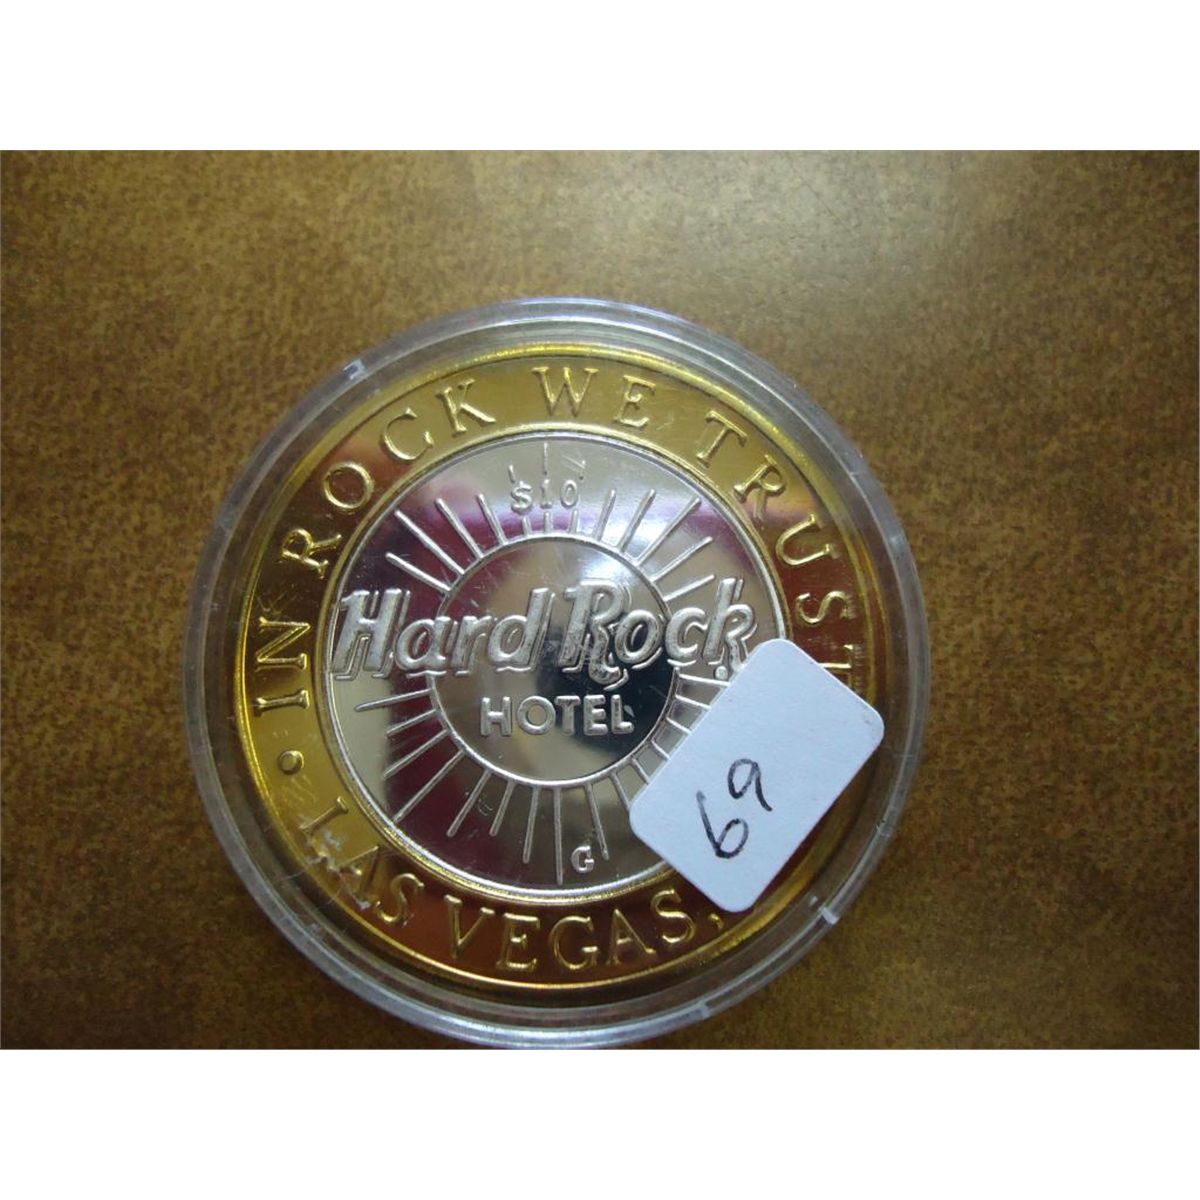 IN ROCK WE TRUST
$10
Hard Rock
HOTEL
G
• LAS VEGAS,
69